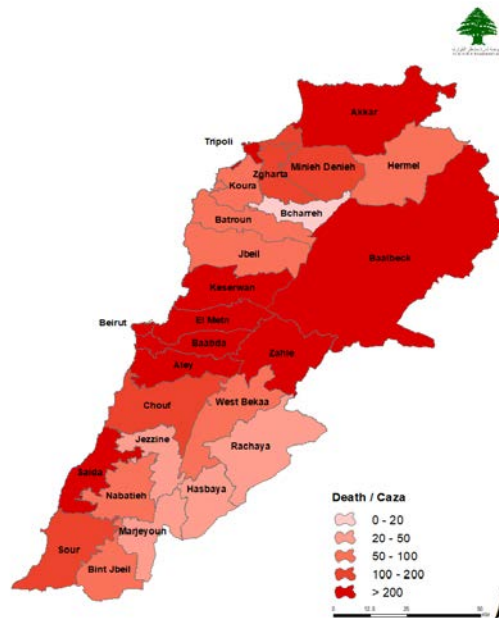 Akkar
Tripoli
Hermel
Minieh Denieh
Zgharta
Koura
Bcharreh
Batroun
Jbeil
Baalbeck
Keserwan
El Metn
Beirut
Baabda
Zahle
Aley
West Bekaa
Chouf
Jezzine
Rachaya
Saida
Hasbaya
Nabatieh
Marjeyoun
Sour
Bint Jbeil
Death / Caza
0 - 20
20 - 50
50 - 100
100 - 200
> 200